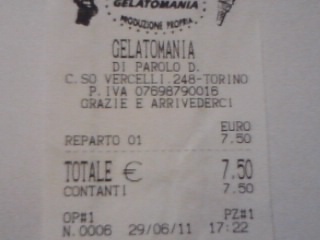 GELATOMANIA
PRODUZIONE PROPRIA
GELATOMANIA
DI PAROLO D.
C.SO VERCELLI,248-TORINO
P.IVA 07698790016
GRAZIE E ARRIVEDERCI
EURO
REPARTO 01 7.50
TOTALE € 7.50
CONTANTI 7.50
OP#1 PZ#1
N.0006 29/06/11 17:22